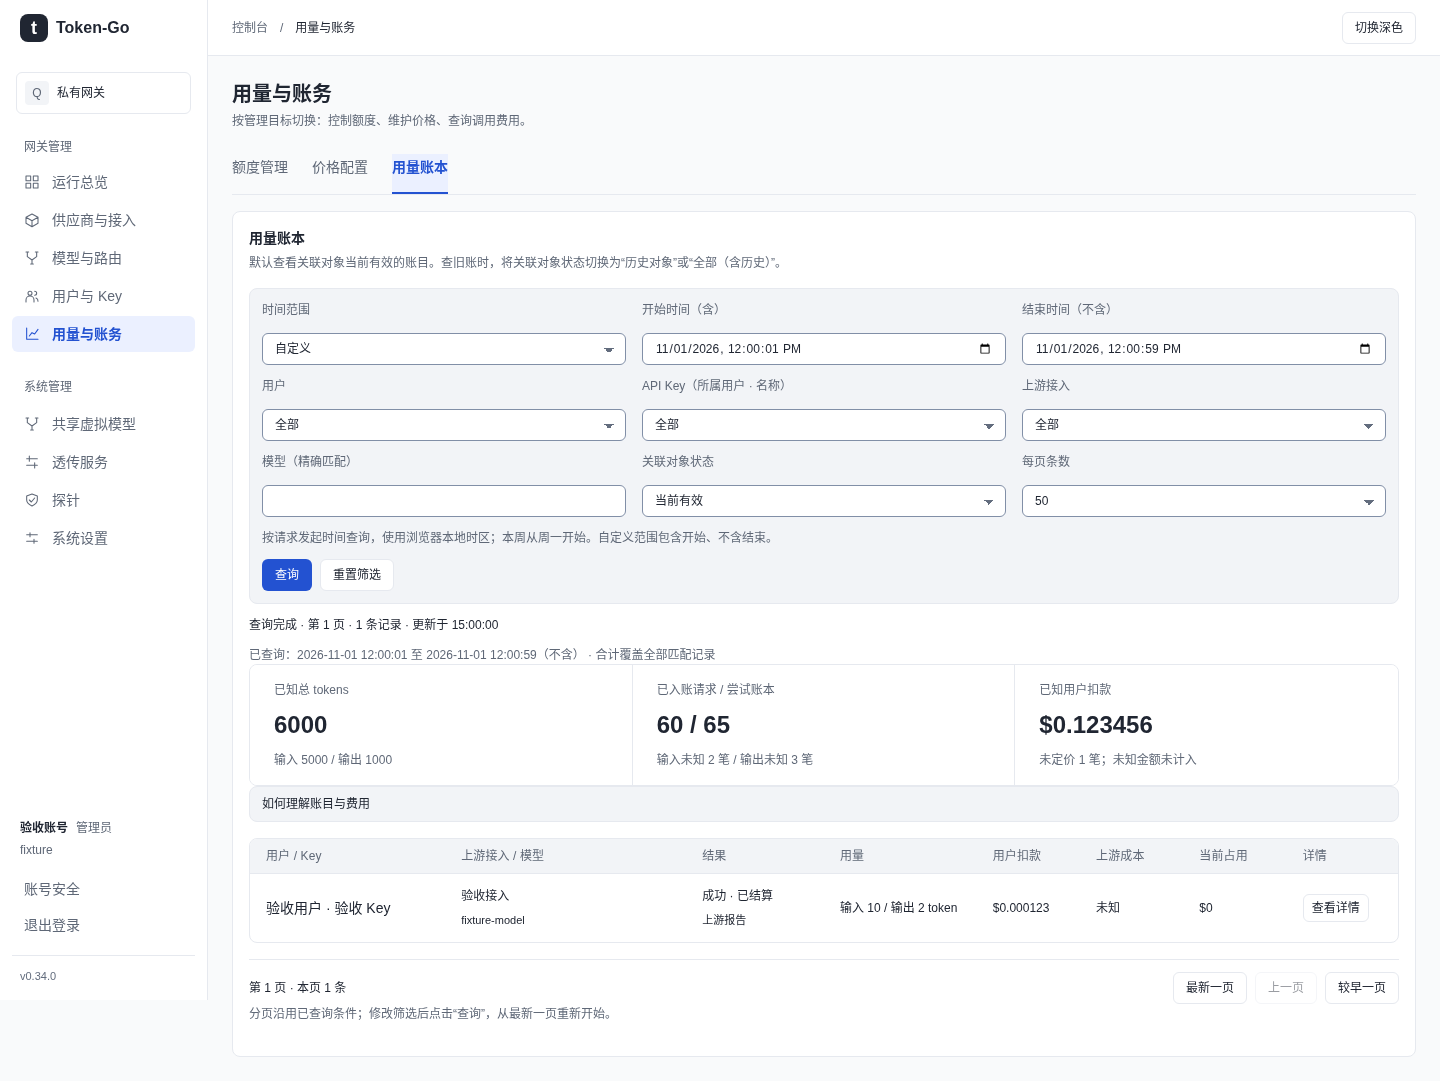 t Token-Go
控制台 / 用量与账务
切换深色
Q 私有网关
网关管理
运行总览
供应商与接入
模型与路由
用户与 Key
用量与账务
系统管理
共享虚拟模型
透传服务
探针
系统设置
验收账号 管理员
fixture
账号安全
退出登录
v0.34.0
用量与账务
按管理目标切换：控制额度、维护价格、查询调用费用。
额度管理 价格配置 用量账本
用量账本
默认查看关联对象当前有效的账目。查旧账时，将关联对象状态切换为“历史对象”或“全部（含历史）”。
时间范围 开始时间（含） 结束时间（不含）
自定义 11/01/2026, 12:00:01 PM 11/01/2026, 12:00:59 PM
用户 API Key（所属用户 · 名称） 上游接入
全部 全部 全部
模型（精确匹配） 关联对象状态 每页条数
当前有效 50
按请求发起时间查询，使用浏览器本地时区；本周从周一开始。自定义范围包含开始、不含结束。
查询 重置筛选
查询完成 · 第 1 页 · 1 条记录 · 更新于 15:00:00
已查询：2026-11-01 12:00:01 至 2026-11-01 12:00:59（不含） · 合计覆盖全部匹配记录
已知总 tokens 已入账请求 / 尝试账本 已知用户扣款
6000 60 / 65 $0.123456
输入 5000 / 输出 1000 输入未知 2 笔 / 输出未知 3 笔 未定价 1 笔；未知金额未计入
如何理解账目与费用
用户 / Key 上游接入 / 模型 结果 用量 用户扣款 上游成本 当前占用 详情
验收用户 · 验收 Key 验收接入 成功 · 已结算 输入 10 / 输出 2 token $0.000123 未知 $0 查看详情
fixture-model 上游报告
第 1 页 · 本页 1 条
最新一页 上一页 较早一页
分页沿用已查询条件；修改筛选后点击“查询”，从最新一页重新开始。